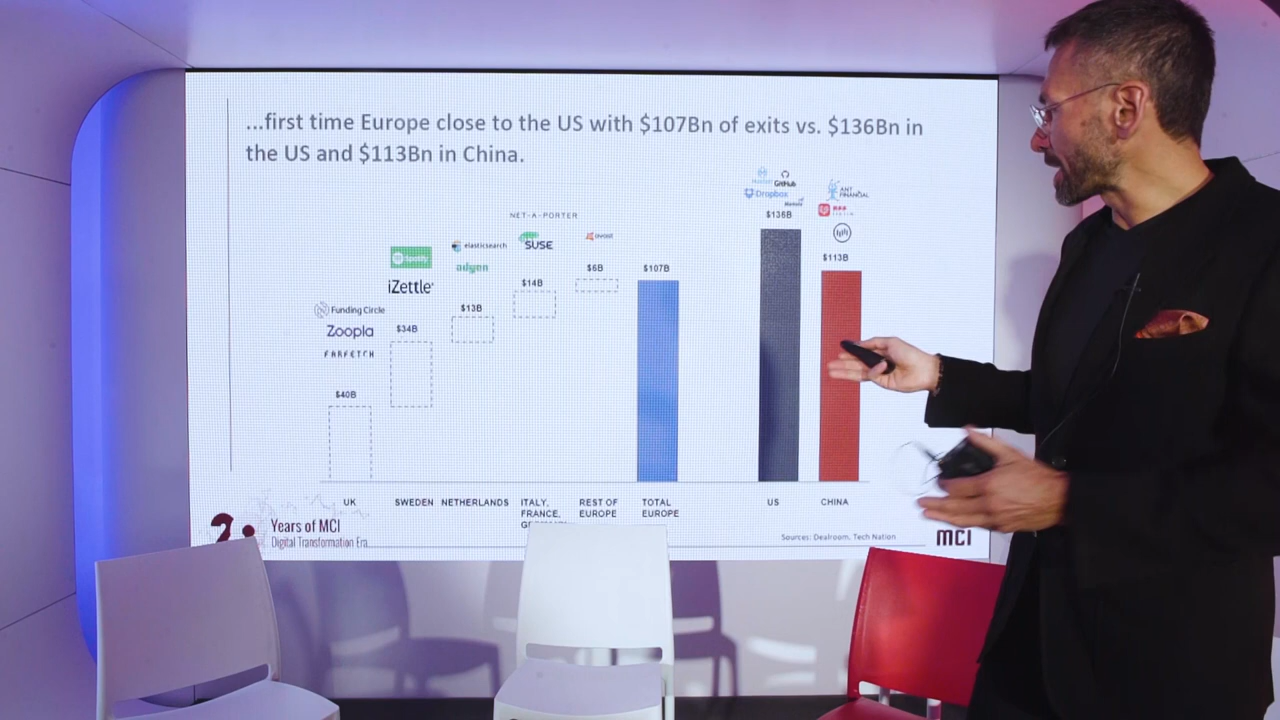 ...first time Europe close to the US with $107Bn of exits vs. $136Bn in
the US and $113Bn in China.
GitHub
Dropbox
ANT
FINANCIAL
$136B
NET-A-PORTER
elasticsearch
SUSE
avast
Spotify
adyen
$113B
$6B
$107B
iZettle
$14B
Funding Circle
$13B
Zoopla
$34B
FARFETCH
$40B
UK
SWEDEN
NETHERLANDS
ITALY,
FRANCE,
REST OF
EUROPE
TOTAL
EUROPE
US
CHINA
Years of MCI
Digital Transformation Era
Sources: Dealroom, Tech Nation
MCI